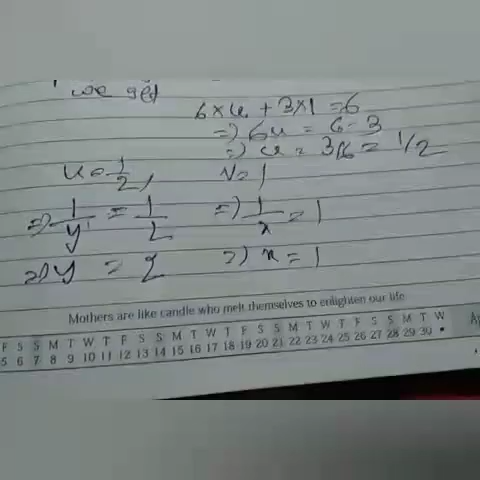 we get
6×u + 3×1 = 6
=) 6u = 6-3
=) u = 3/6 = 1/2
u = 1/2, v = 1
=) 1/y = 1/2 =) 1/x = 1
=) y = 2 =) x = 1
Mothers are like candle who melt themselves to enlighten our life
F S S M T W T F S S M T W T F S S M T W T F S S M T W
5 6 7 8 9 10 11 12 13 14 15 16 17 18 19 20 21 22 23 24 25 26 27 28 29 30 •